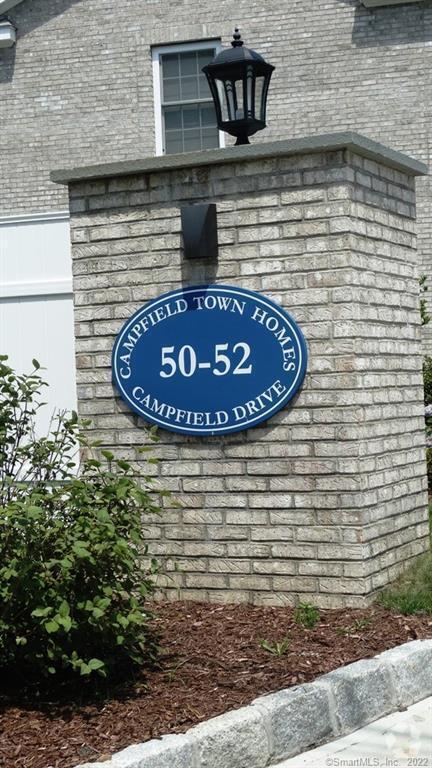 CAMPFIELD TOWN HOMES
50-52
CAMPFIELD DRIVE
©SmartMLS, Inc. 2022